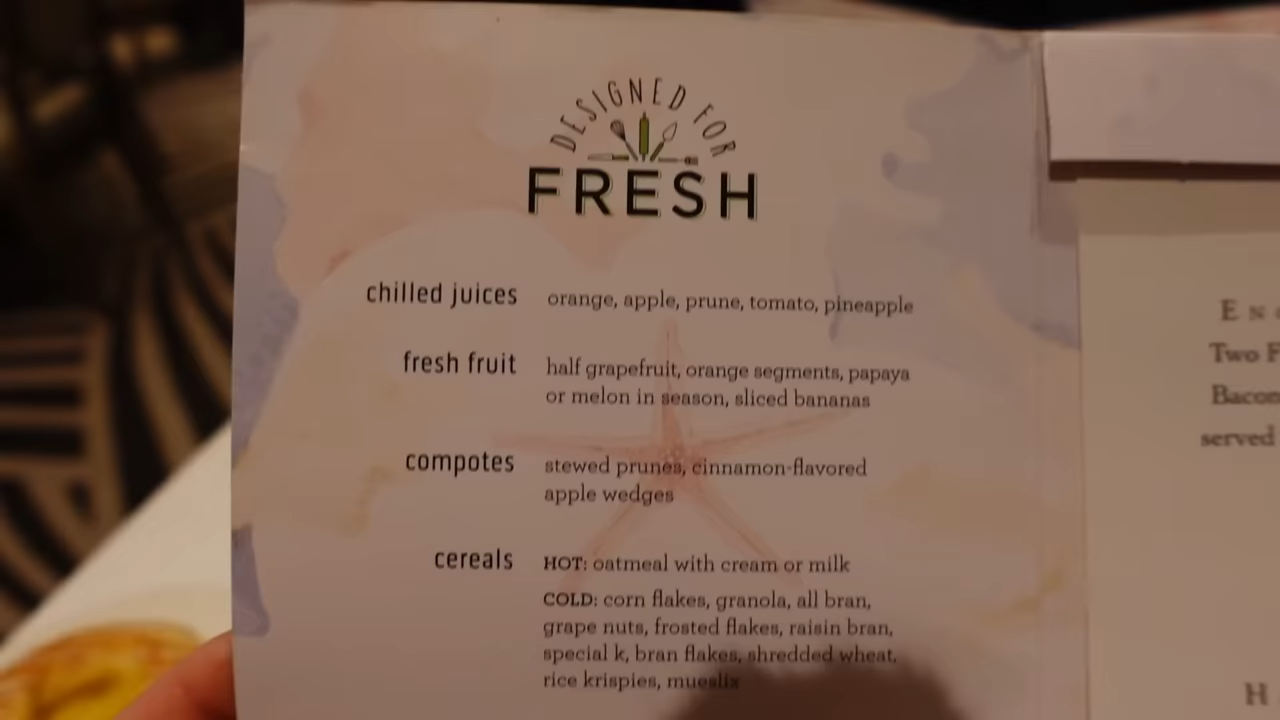 DESIGNED FOR
FRESH
chilled juices orange, apple, prune, tomato, pineapple
fresh fruit half grapefruit, orange segments, papaya
or melon in season, sliced bananas
compotes stewed prunes, cinnamon-flavored
apple wedges
cereals HOT: oatmeal with cream or milk
COLD: corn flakes, granola, all bran,
grape nuts, frosted flakes, raisin bran,
special k, bran flakes, shredded wheat,
rice krispies, mueslix
Two
Bacon
served